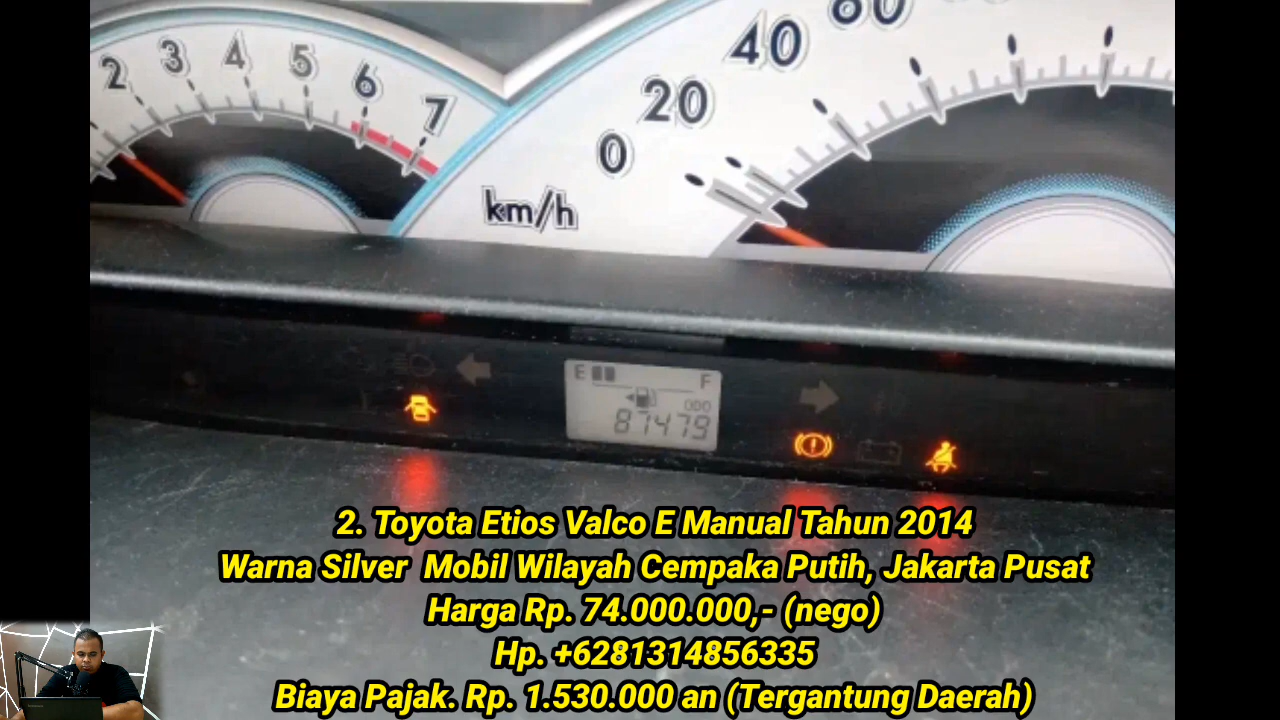 2 3 4 5 6 7
0 20 40 60
km/h
E F
000
87479
2. Toyota Etios Valco E Manual Tahun 2014
Warna Silver Mobil Wilayah Cempaka Putih, Jakarta Pusat
Harga Rp. 74.000.000,- (nego)
Hp. +6281314856335
Biaya Pajak. Rp. 1.530.000 an (Tergantung Daerah)